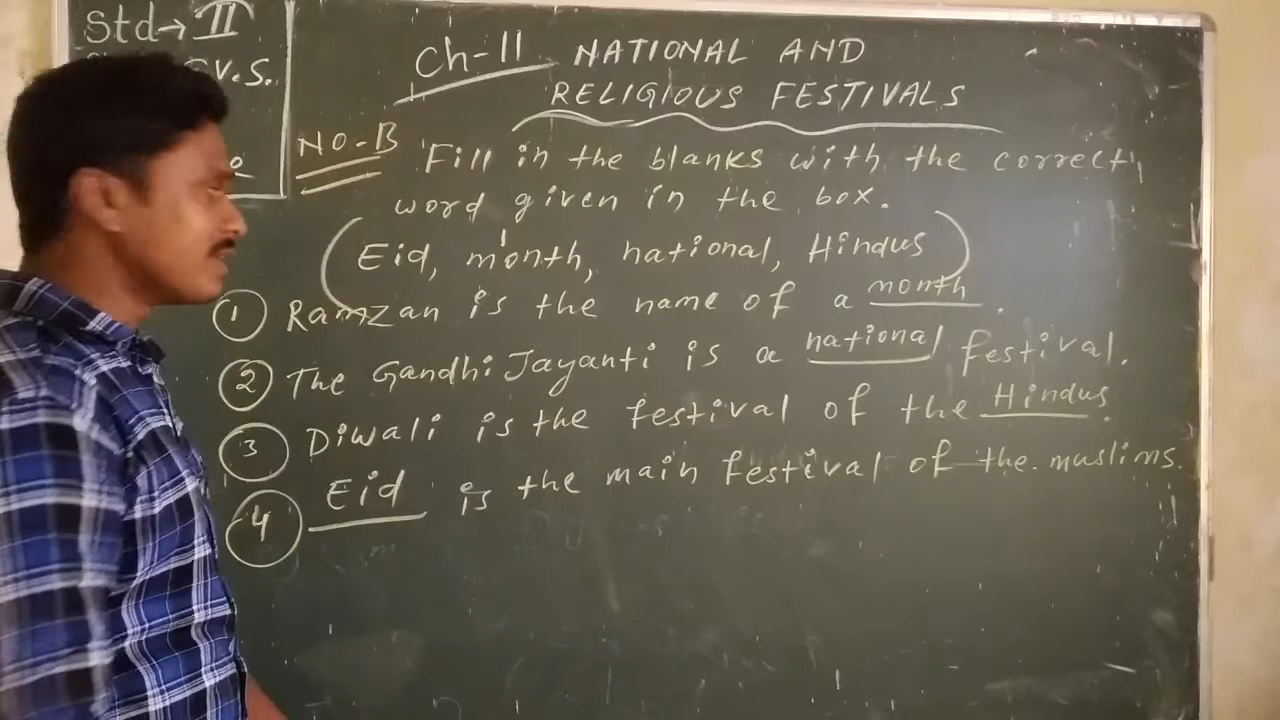 Std→ II
V.S.
Ch-11 NATIONAL AND
RELIGIOUS FESTIVALS
NO.-B Fill in the blanks with the correct
word given in the box.
(Eid, month, national, Hindus)
1 Ramzan is the name of a month.
2 The Gandhi Jayanti is a national festival.
3 Diwali is the festival of the Hindus.
4 Eid is the main festival of the muslims.